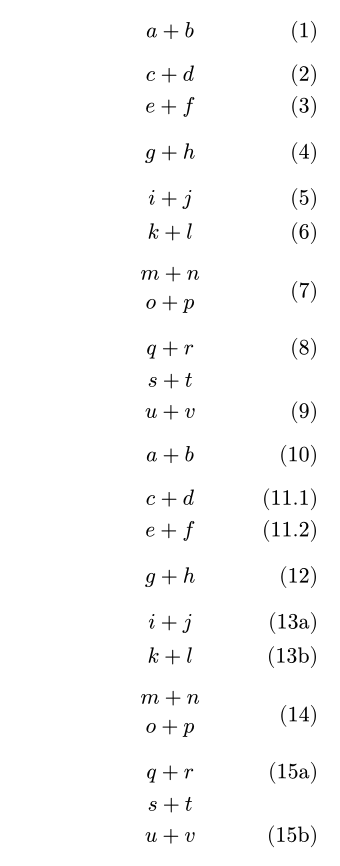 a + b (1)
c + d (2)
e + f (3)
g + h (4)
i + j (5)
k + l (6)
m + n
o + p (7)
q + r (8)
s + t
u + v (9)
a + b (10)
c + d (11.1)
e + f (11.2)
g + h (12)
i + j (13a)
k + l (13b)
m + n
o + p (14)
q + r (15a)
s + t
u + v (15b)